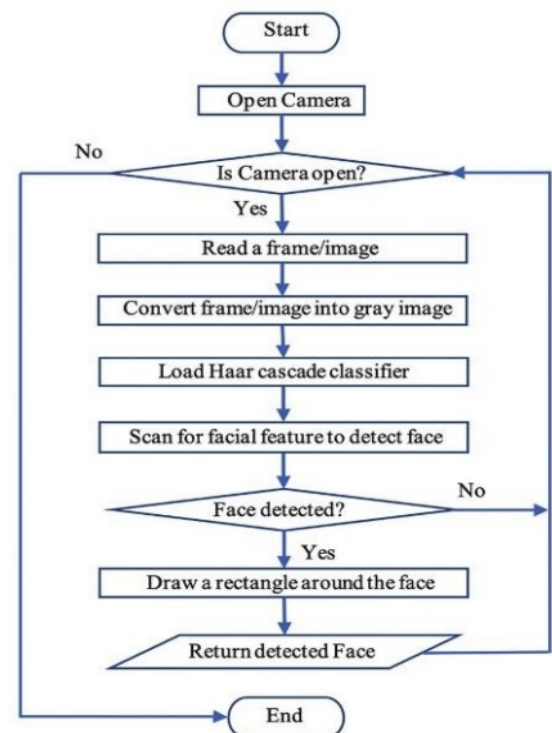 Start
Open Camera
No
Is Camera open?
Yes
Read a frame/image
Convert frame/image into gray image
Load Haar cascade classifier
Scan for facial feature to detect face
No
Face detected?
Yes
Draw a rectangle around the face
Return detected Face
End